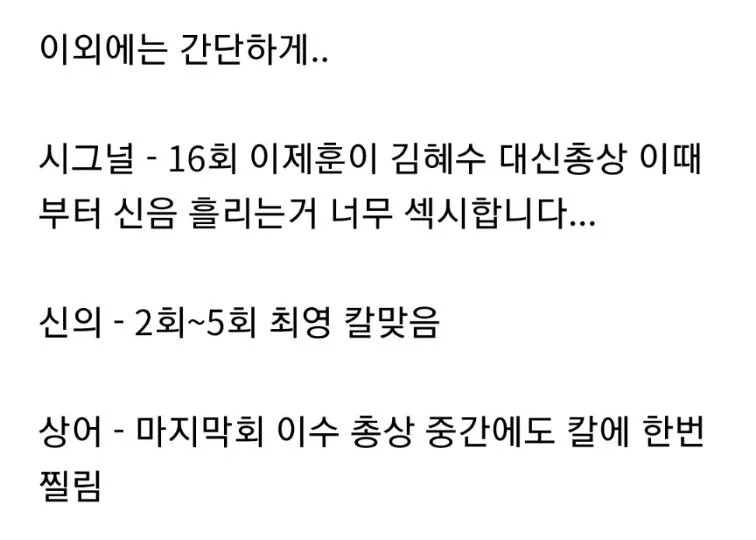 이외에는 간단하게..
시그널 - 16회 이제훈이 김혜수 대신총상 이때
부터 신음 흘리는거 너무 섹시합니다...
신의 - 2회~5회 최영 칼맞음
상어 - 마지막회 이수 총상 중간에도 칼에 한번
찔림